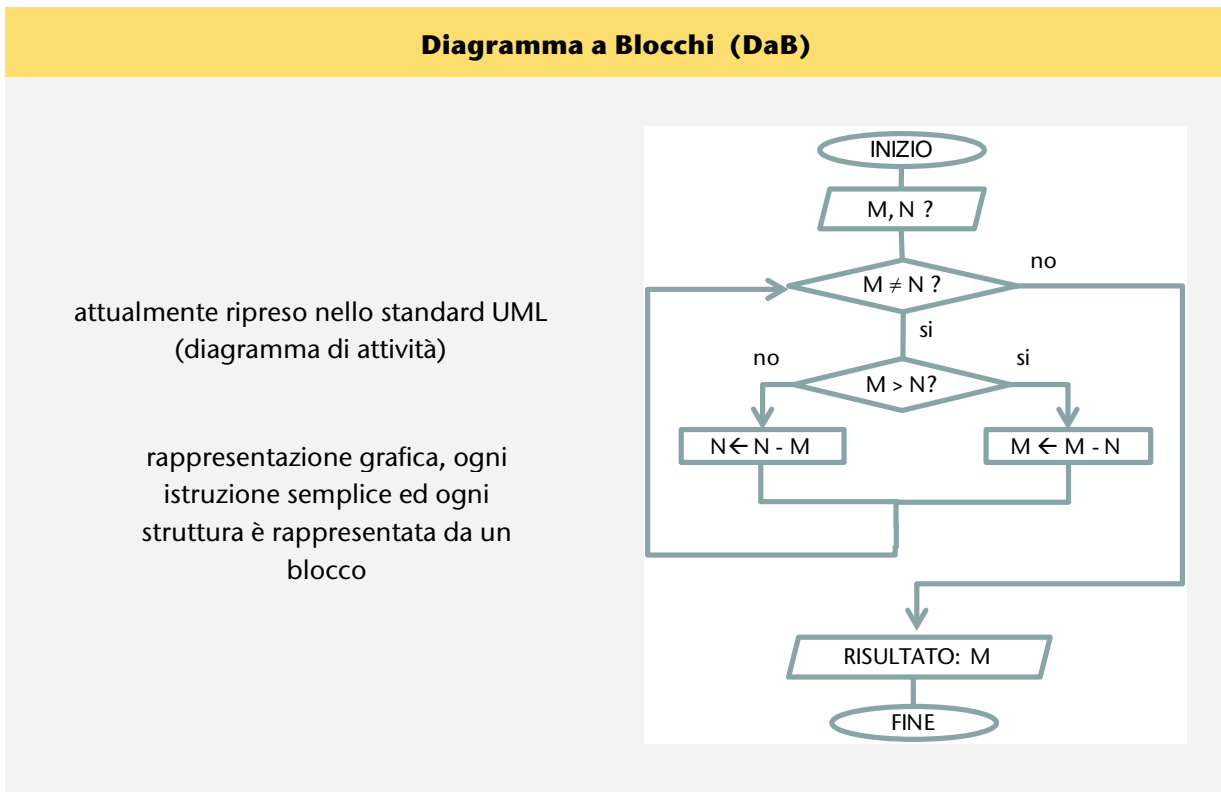 Diagramma a Blocchi (DaB)
attualmente ripreso nello standard UML
(diagramma di attività)
rappresentazione grafica, ogni
istruzione semplice ed ogni
struttura è rappresentata da un
blocco
INIZIO
M, N ?
M ≠ N ?
no
si
M > N?
no
si
N ← N - M
M ← M - N
RISULTATO: M
FINE